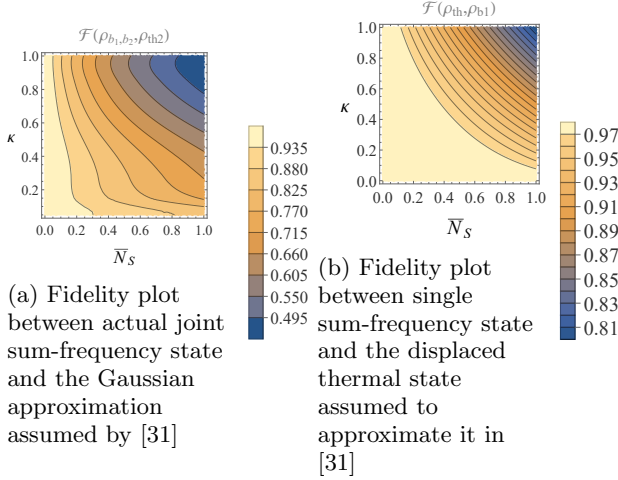 ℱ(ρ_{b₁,b₂},ρ_{th2})
1.0
0.8
0.6
0.4
0.2
κ
0.0 0.2 0.4 0.6 0.8 1.0
N̅_S
0.935
0.880
0.825
0.770
0.715
0.660
0.605
0.550
0.495
(a) Fidelity plot
between actual joint
sum-frequency state
and the Gaussian
approximation
assumed by [31]
ℱ(ρ_{th},ρ_{b1})
1.0
0.8
0.6
0.4
0.2
0.0
κ
0.0 0.2 0.4 0.6 0.8 1.0
N̅_S
0.97
0.95
0.93
0.91
0.89
0.87
0.85
0.83
0.81
(b) Fidelity plot
between single
sum-frequency state
and the displaced
thermal state
assumed to
approximate it in
[31]